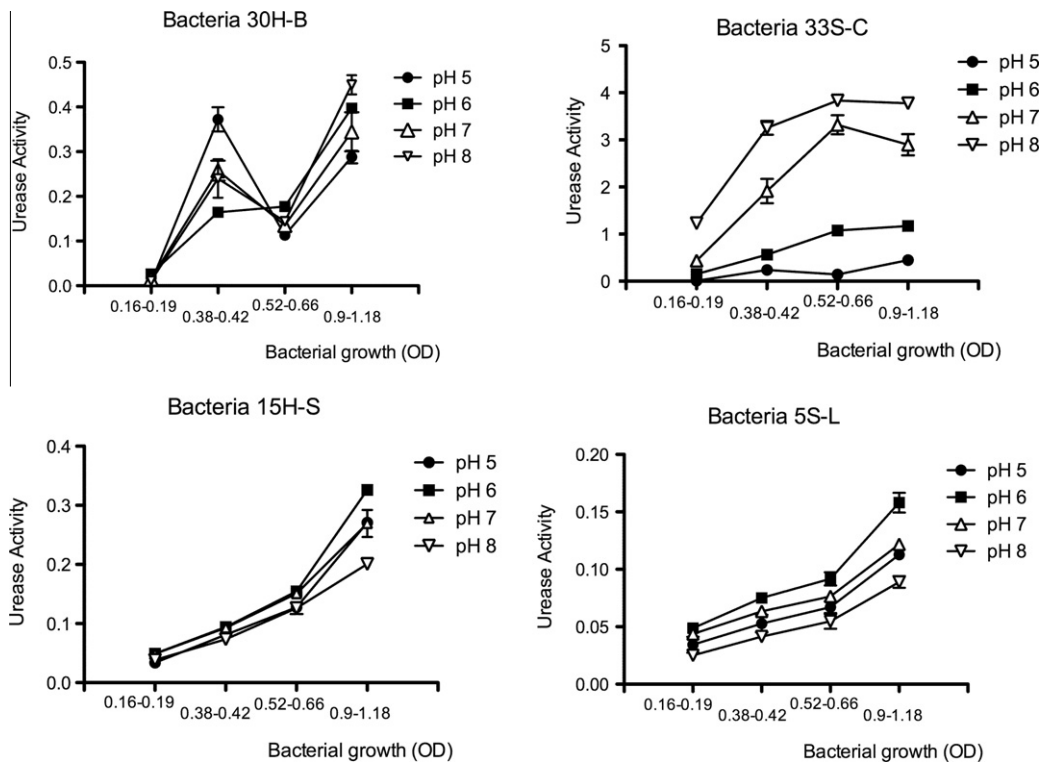 Bacteria 30H-B
Urease Activity
0.5
0.4
0.3
0.2
0.1
0.0
0.16-0.19
0.38-0.42
0.52-0.66
0.9-1.18
Bacterial growth (OD)
pH 5
pH 6
pH 7
pH 8
Bacteria 33S-C
Urease Activity
5
4
3
2
1
0
0.16-0.19
0.38-0.42
0.52-0.66
0.9-1.18
Bacterial growth (OD)
pH 5
pH 6
pH 7
pH 8
Bacteria 15H-S
Urease Activity
0.4
0.3
0.2
0.1
0.0
0.16-0.19
0.38-0.42
0.52-0.66
0.9-1.18
Bacterial growth (OD)
pH 5
pH 6
pH 7
pH 8
Bacteria 5S-L
Urease Activity
0.20
0.15
0.10
0.05
0.00
0.16-0.19
0.38-0.42
0.52-0.66
0.9-1.18
Bacterial growth (OD)
pH 5
pH 6
pH 7
pH 8